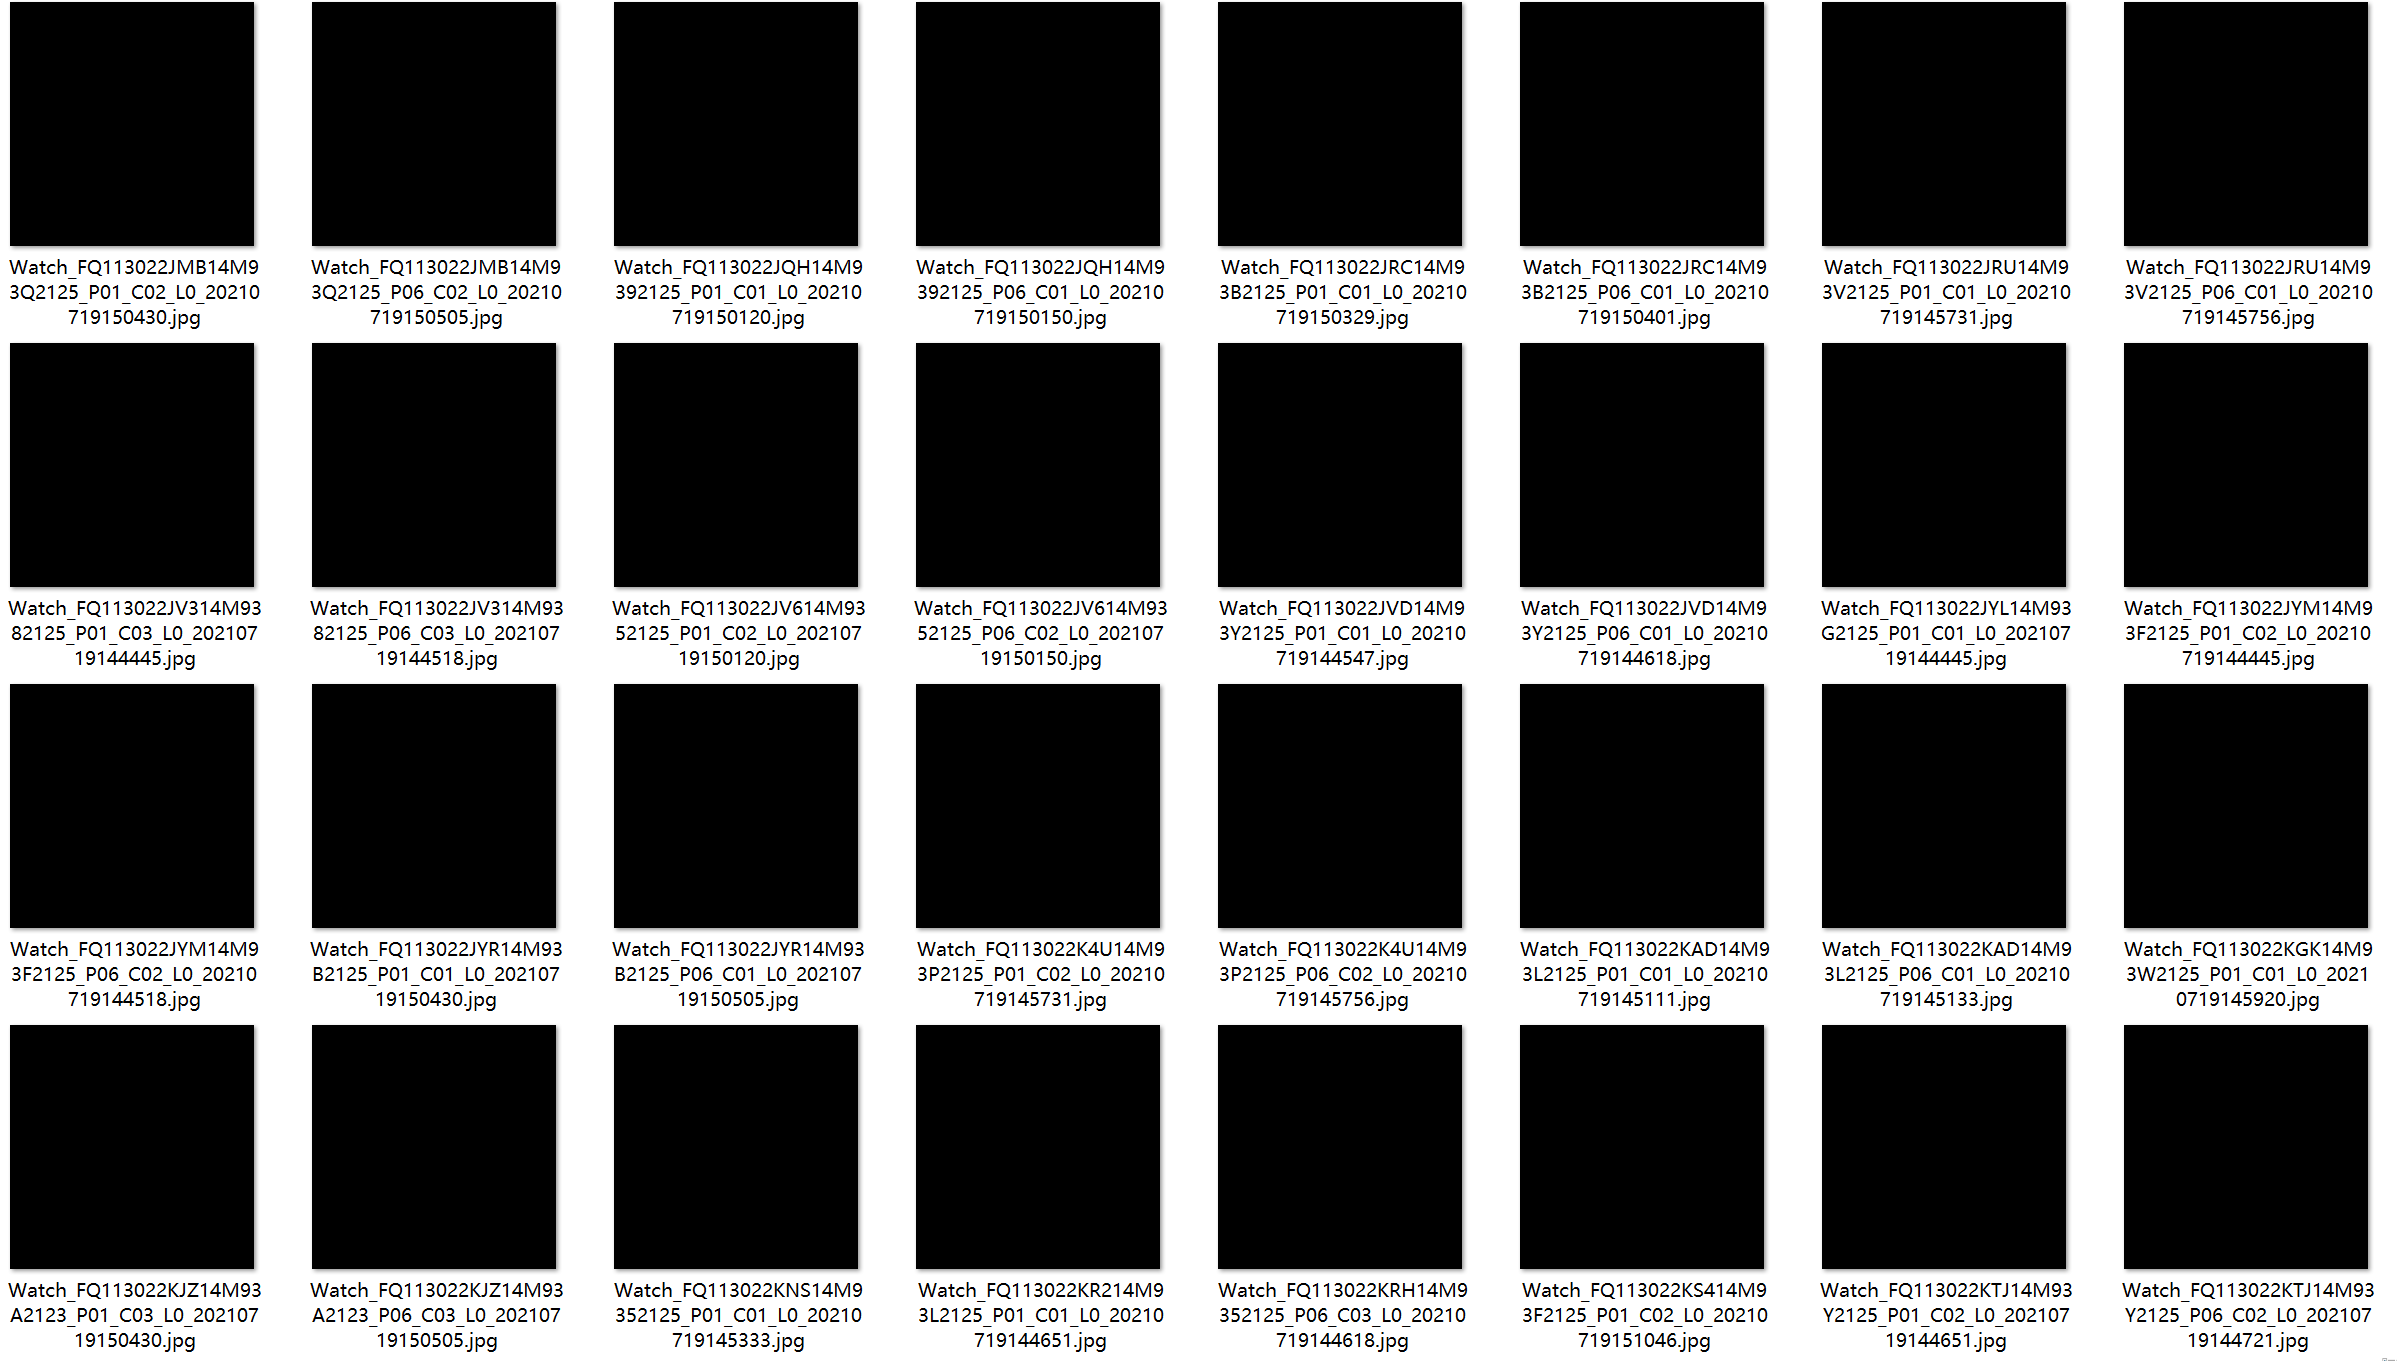 Watch_FQ113022JMB14M9
3Q2125_P01_C02_L0_20210
719150430.jpg
Watch_FQ113022JMB14M9
3Q2125_P06_C02_L0_20210
719150505.jpg
Watch_FQ113022JQH14M9
392125_P01_C01_L0_20210
719150120.jpg
Watch_FQ113022JQH14M9
392125_P06_C01_L0_20210
719150150.jpg
Watch_FQ113022JRC14M9
3B2125_P01_C01_L0_20210
719150329.jpg
Watch_FQ113022JRC14M9
3B2125_P06_C01_L0_20210
719150401.jpg
Watch_FQ113022JRU14M9
3V2125_P01_C01_L0_20210
719145731.jpg
Watch_FQ113022JRU14M9
3V2125_P06_C01_L0_20210
719145756.jpg
Watch_FQ113022JV314M93
82125_P01_C03_L0_202107
19144445.jpg
Watch_FQ113022JV314M93
82125_P06_C03_L0_202107
19144518.jpg
Watch_FQ113022JV614M93
52125_P01_C02_L0_202107
19150120.jpg
Watch_FQ113022JV614M93
52125_P06_C02_L0_202107
19150150.jpg
Watch_FQ113022JVD14M9
3Y2125_P01_C01_L0_20210
719144547.jpg
Watch_FQ113022JVD14M9
3Y2125_P06_C01_L0_20210
719144618.jpg
Watch_FQ113022JYL14M93
G2125_P01_C01_L0_202107
19144445.jpg
Watch_FQ113022JYM14M9
3F2125_P01_C02_L0_20210
719144445.jpg
Watch_FQ113022JYM14M9
3F2125_P06_C02_L0_20210
719144518.jpg
Watch_FQ113022JYR14M93
B2125_P01_C01_L0_202107
19150430.jpg
Watch_FQ113022JYR14M93
B2125_P06_C01_L0_202107
19150505.jpg
Watch_FQ113022K4U14M9
3P2125_P01_C02_L0_20210
719145731.jpg
Watch_FQ113022K4U14M9
3P2125_P06_C02_L0_20210
719145756.jpg
Watch_FQ113022KAD14M9
3L2125_P01_C01_L0_20210
719145111.jpg
Watch_FQ113022KAD14M9
3L2125_P06_C01_L0_20210
719145133.jpg
Watch_FQ113022KGK14M9
3W2125_P01_C01_L0_2021
0719145920.jpg
Watch_FQ113022KJZ14M93
A2123_P01_C03_L0_202107
19150430.jpg
Watch_FQ113022KJZ14M93
A2123_P06_C03_L0_202107
19150505.jpg
Watch_FQ113022KNS14M9
352125_P01_C01_L0_20210
719145333.jpg
Watch_FQ113022KR214M9
3L2125_P01_C01_L0_20210
719144651.jpg
Watch_FQ113022KRH14M9
352125_P06_C03_L0_20210
719144618.jpg
Watch_FQ113022KS414M9
3F2125_P01_C02_L0_20210
719151046.jpg
Watch_FQ113022KTJ14M93
Y2125_P01_C02_L0_202107
19144651.jpg
Watch_FQ113022KTJ14M93
Y2125_P06_C02_L0_202107
19144721.jpg